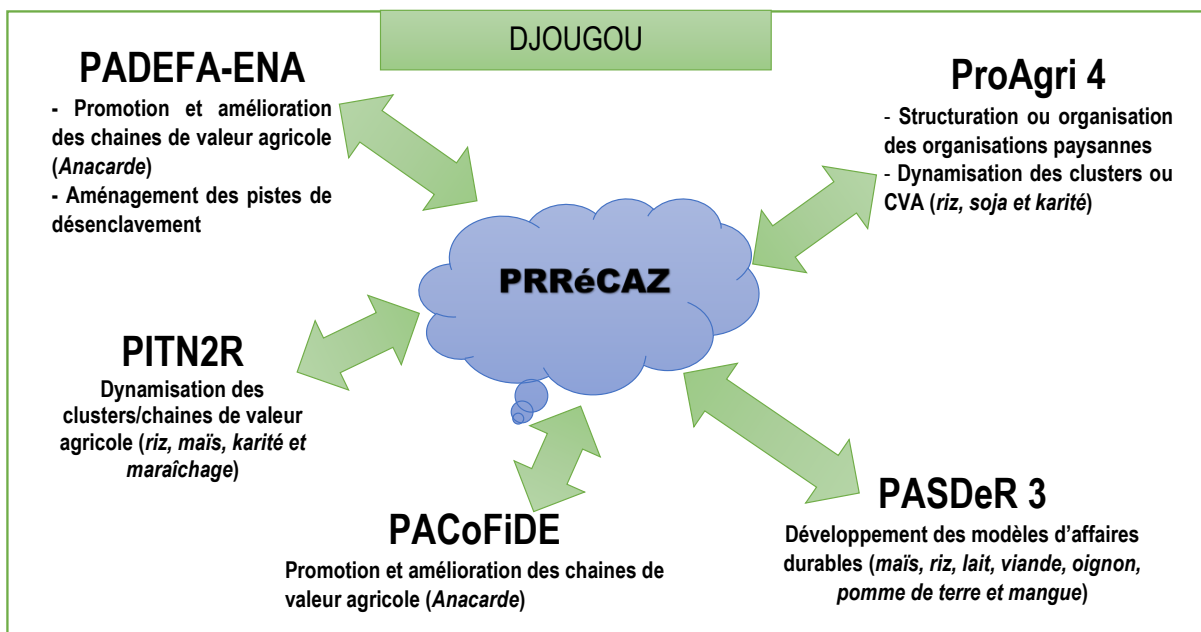 DJOUGOU
PADEFA-ENA
- Promotion et amélioration
des chaines de valeur agricole
(Anacarde)
- Aménagement des pistes de
désenclavement
ProAgri 4
- Structuration ou organisation
des organisations paysannes
- Dynamisation des clusters ou
CVA (riz, soja et karité)
PRRéCAZ
PITN2R
Dynamisation des
clusters/chaines de valeur
agricole (riz, maïs, karité et
maraîchage)
PACoFiDE
Promotion et amélioration des chaines de
valeur agricole (Anacarde)
PASDeR 3
Développement des modèles d’affaires
durables (maïs, riz, lait, viande, oignon,
pomme de terre et mangue)